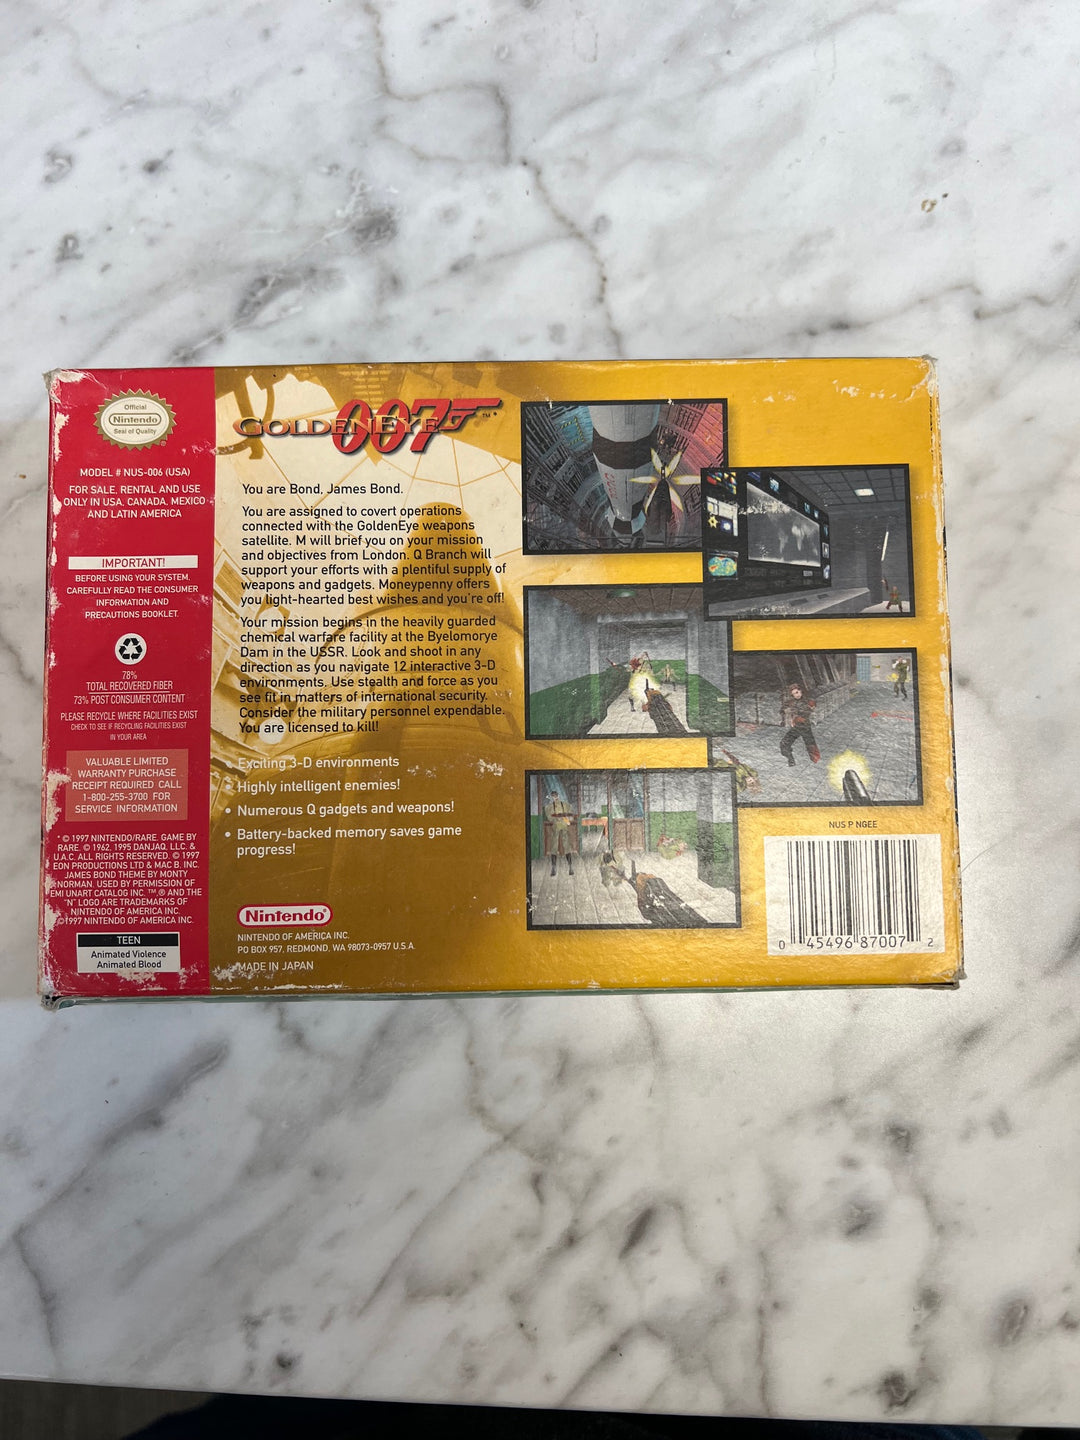 Official
Nintendo
Seal of Quality
MODEL # NUS-006 (USA)
FOR SALE, RENTAL AND USE
ONLY IN USA, CANADA, MEXICO
AND LATIN AMERICA
IMPORTANT!
BEFORE USING YOUR SYSTEM,
CAREFULLY READ THE CONSUMER
INFORMATION AND
PRECAUTIONS BOOKLET.
78%
TOTAL RECOVERED FIBER
73% POST CONSUMER CONTENT
PLEASE RECYCLE WHERE FACILITIES EXIST
CHECK TO SEE IF RECYCLING FACILITIES EXIST
IN YOUR AREA
VALUABLE LIMITED
WARRANTY PURCHASE
RECEIPT REQUIRED CALL
1-800-255-3700 FOR
SERVICE INFORMATION
* © 1997 NINTENDO/RARE. GAME BY
RARE. © 1962, 1995 DANJAQ, LLC. &
U.A.C. ALL RIGHTS RESERVED. © 1997
EON PRODUCTIONS LTD & MAC B. INC.
JAMES BOND THEME BY MONTY
NORMAN. USED BY PERMISSION OF
EMI UNART CATALOG INC. ™,® AND THE
"N" LOGO ARE TRADEMARKS OF
NINTENDO OF AMERICA INC.
©1997 NINTENDO OF AMERICA INC.
TEEN
Animated Violence
Animated Blood
GOLDENEYE 007 ™*
You are Bond. James Bond.
You are assigned to covert operations
connected with the GoldenEye weapons
satellite. M will brief you on your mission
and objectives from London. Q Branch will
support your efforts with a plentiful supply of
weapons and gadgets. Moneypenny offers
you light-hearted best wishes and you're off!
Your mission begins in the heavily guarded
chemical warfare facility at the Byelomorye
Dam in the USSR. Look and shoot in any
direction as you navigate 12 interactive 3-D
environments. Use stealth and force as you
see fit in matters of international security.
Consider the military personnel expendable.
You are licensed to kill!
• Exciting 3-D environments
• Highly intelligent enemies!
• Numerous Q gadgets and weapons!
• Battery-backed memory saves game
progress!
Nintendo®
NINTENDO OF AMERICA INC.
PO BOX 957, REDMOND, WA 98073-0957 U.S.A.
MADE IN JAPAN
NUS P NGEE
0 45496 87007 2